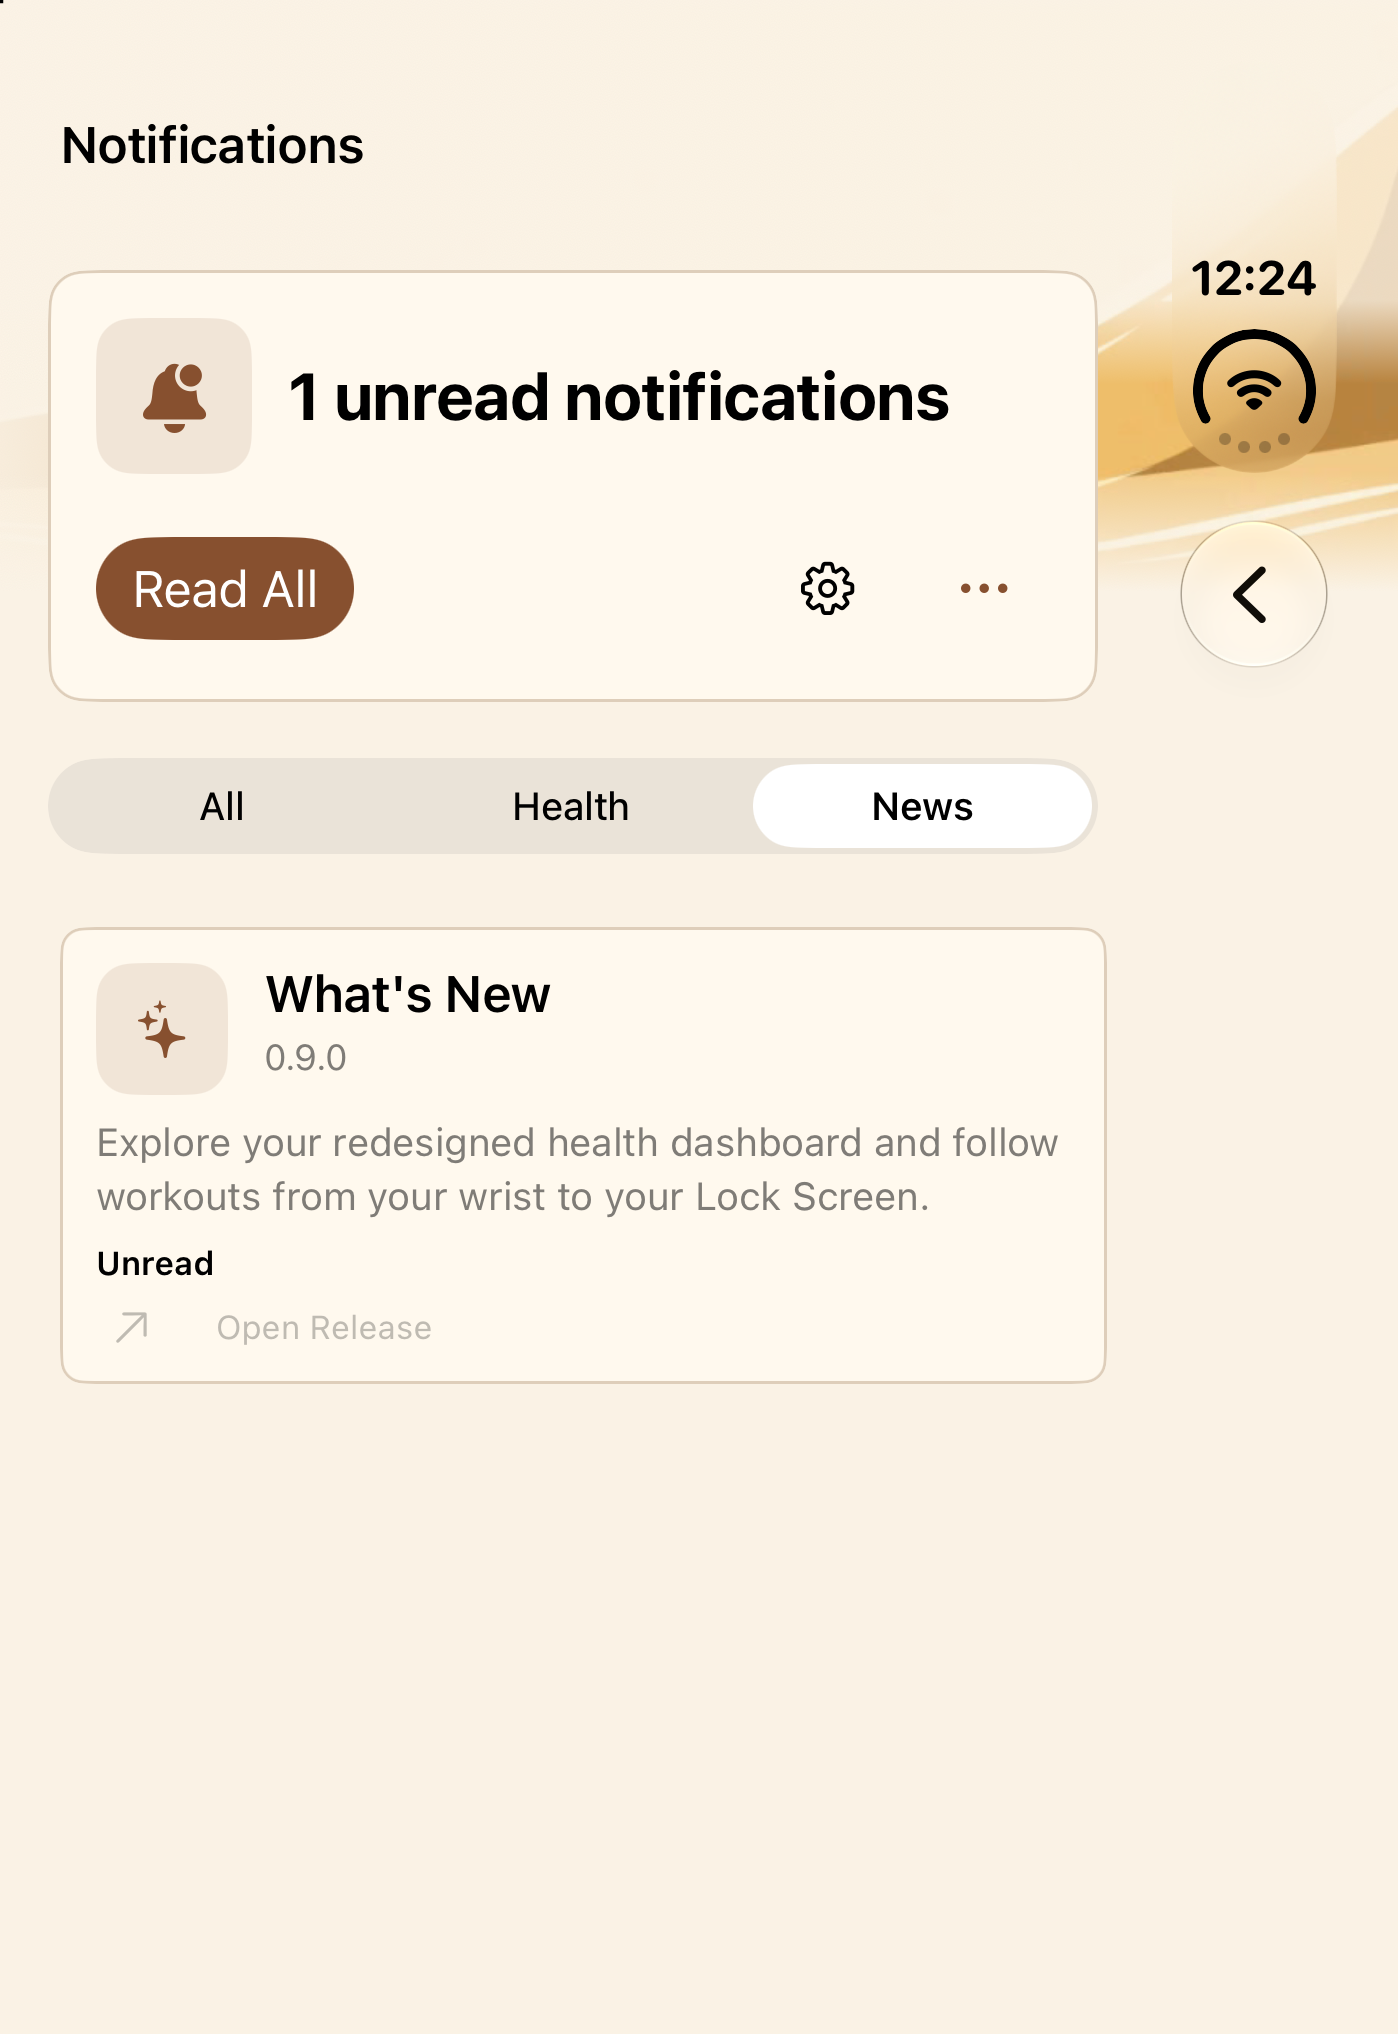 Notifications
12:24
1 unread notifications
Read All
All
Health
News
What's New
0.9.0
Explore your redesigned health dashboard and follow
workouts from your wrist to your Lock Screen.
Unread
Open Release